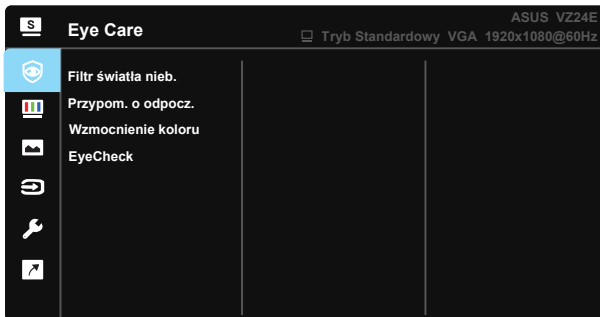 S
Eye Care
ASUS VZ24E
Tryb Standardowy VGA 1920x1080@60Hz
Filtr światła nieb.
Przypom. o odpocz.
Wzmocnienie koloru
EyeCheck